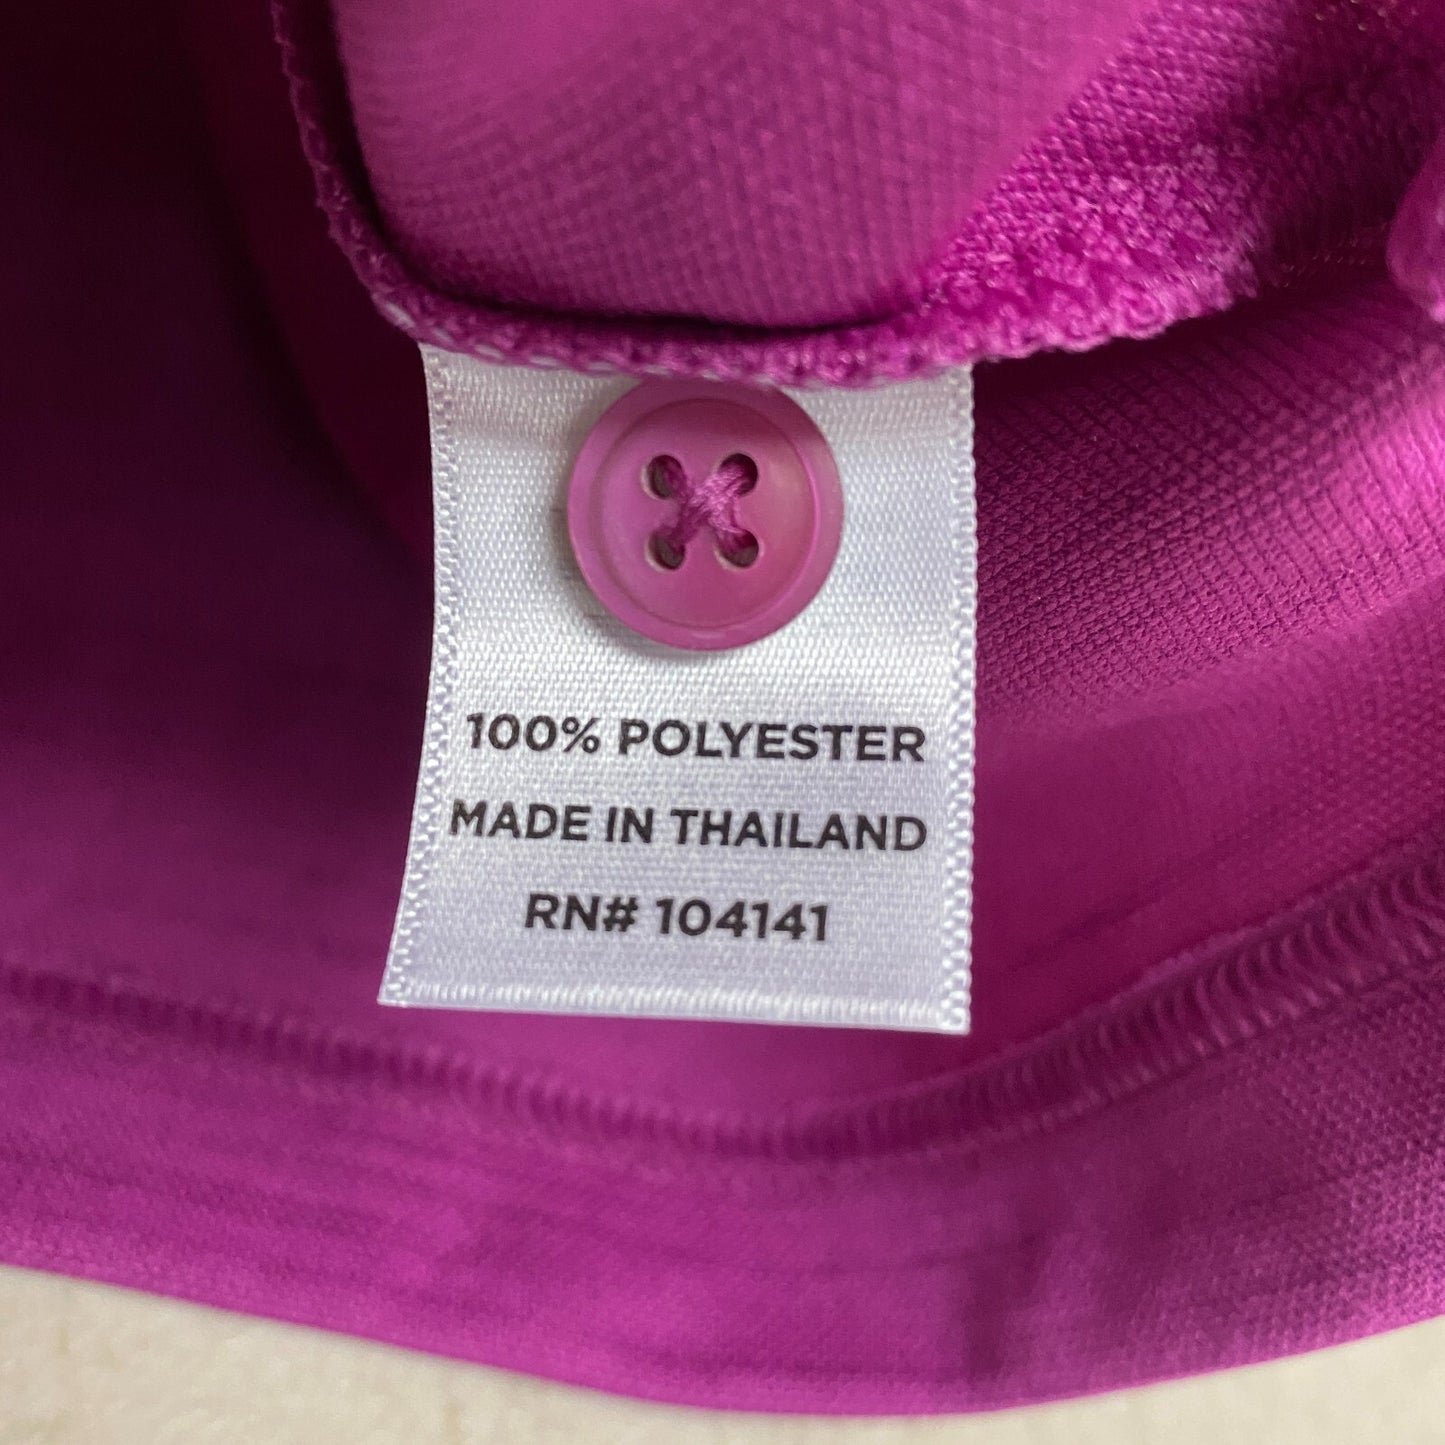 100% POLYESTER
MADE IN THAILAND
RN# 104141